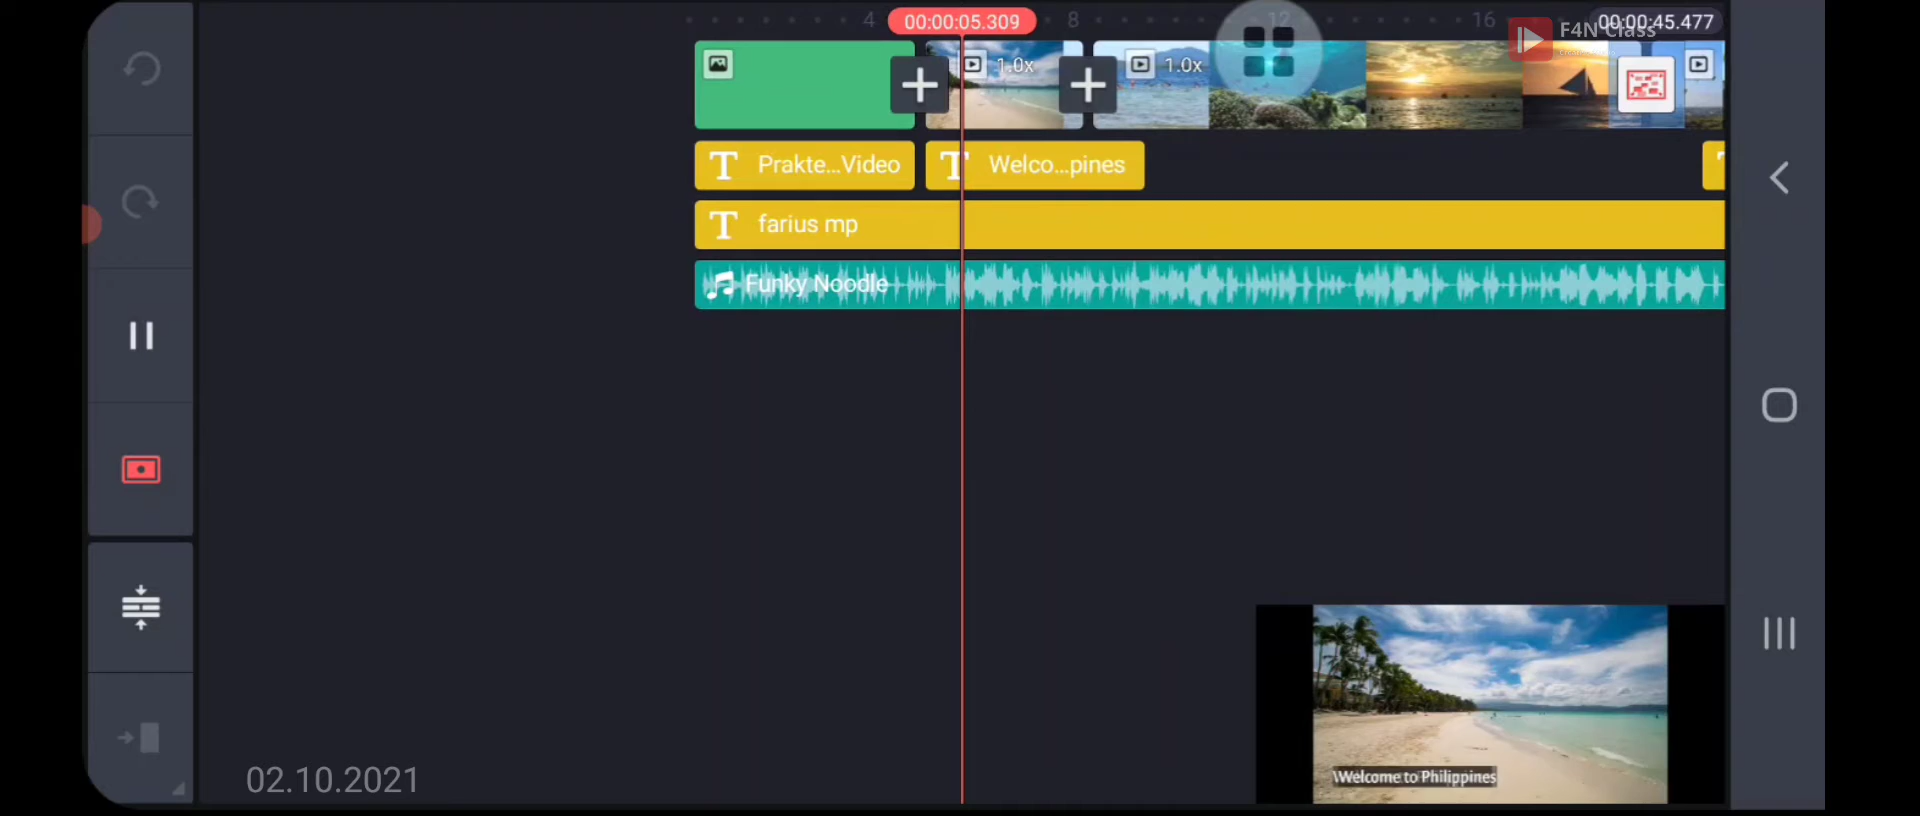 4
00:00:05.309
8
12
16
00:00:45.477
F4N Class
1.0x
1.0x
Prakte...Video
Welco...pines
farius mp
Funky Noodle
Welcome to Philippines
02.10.2021